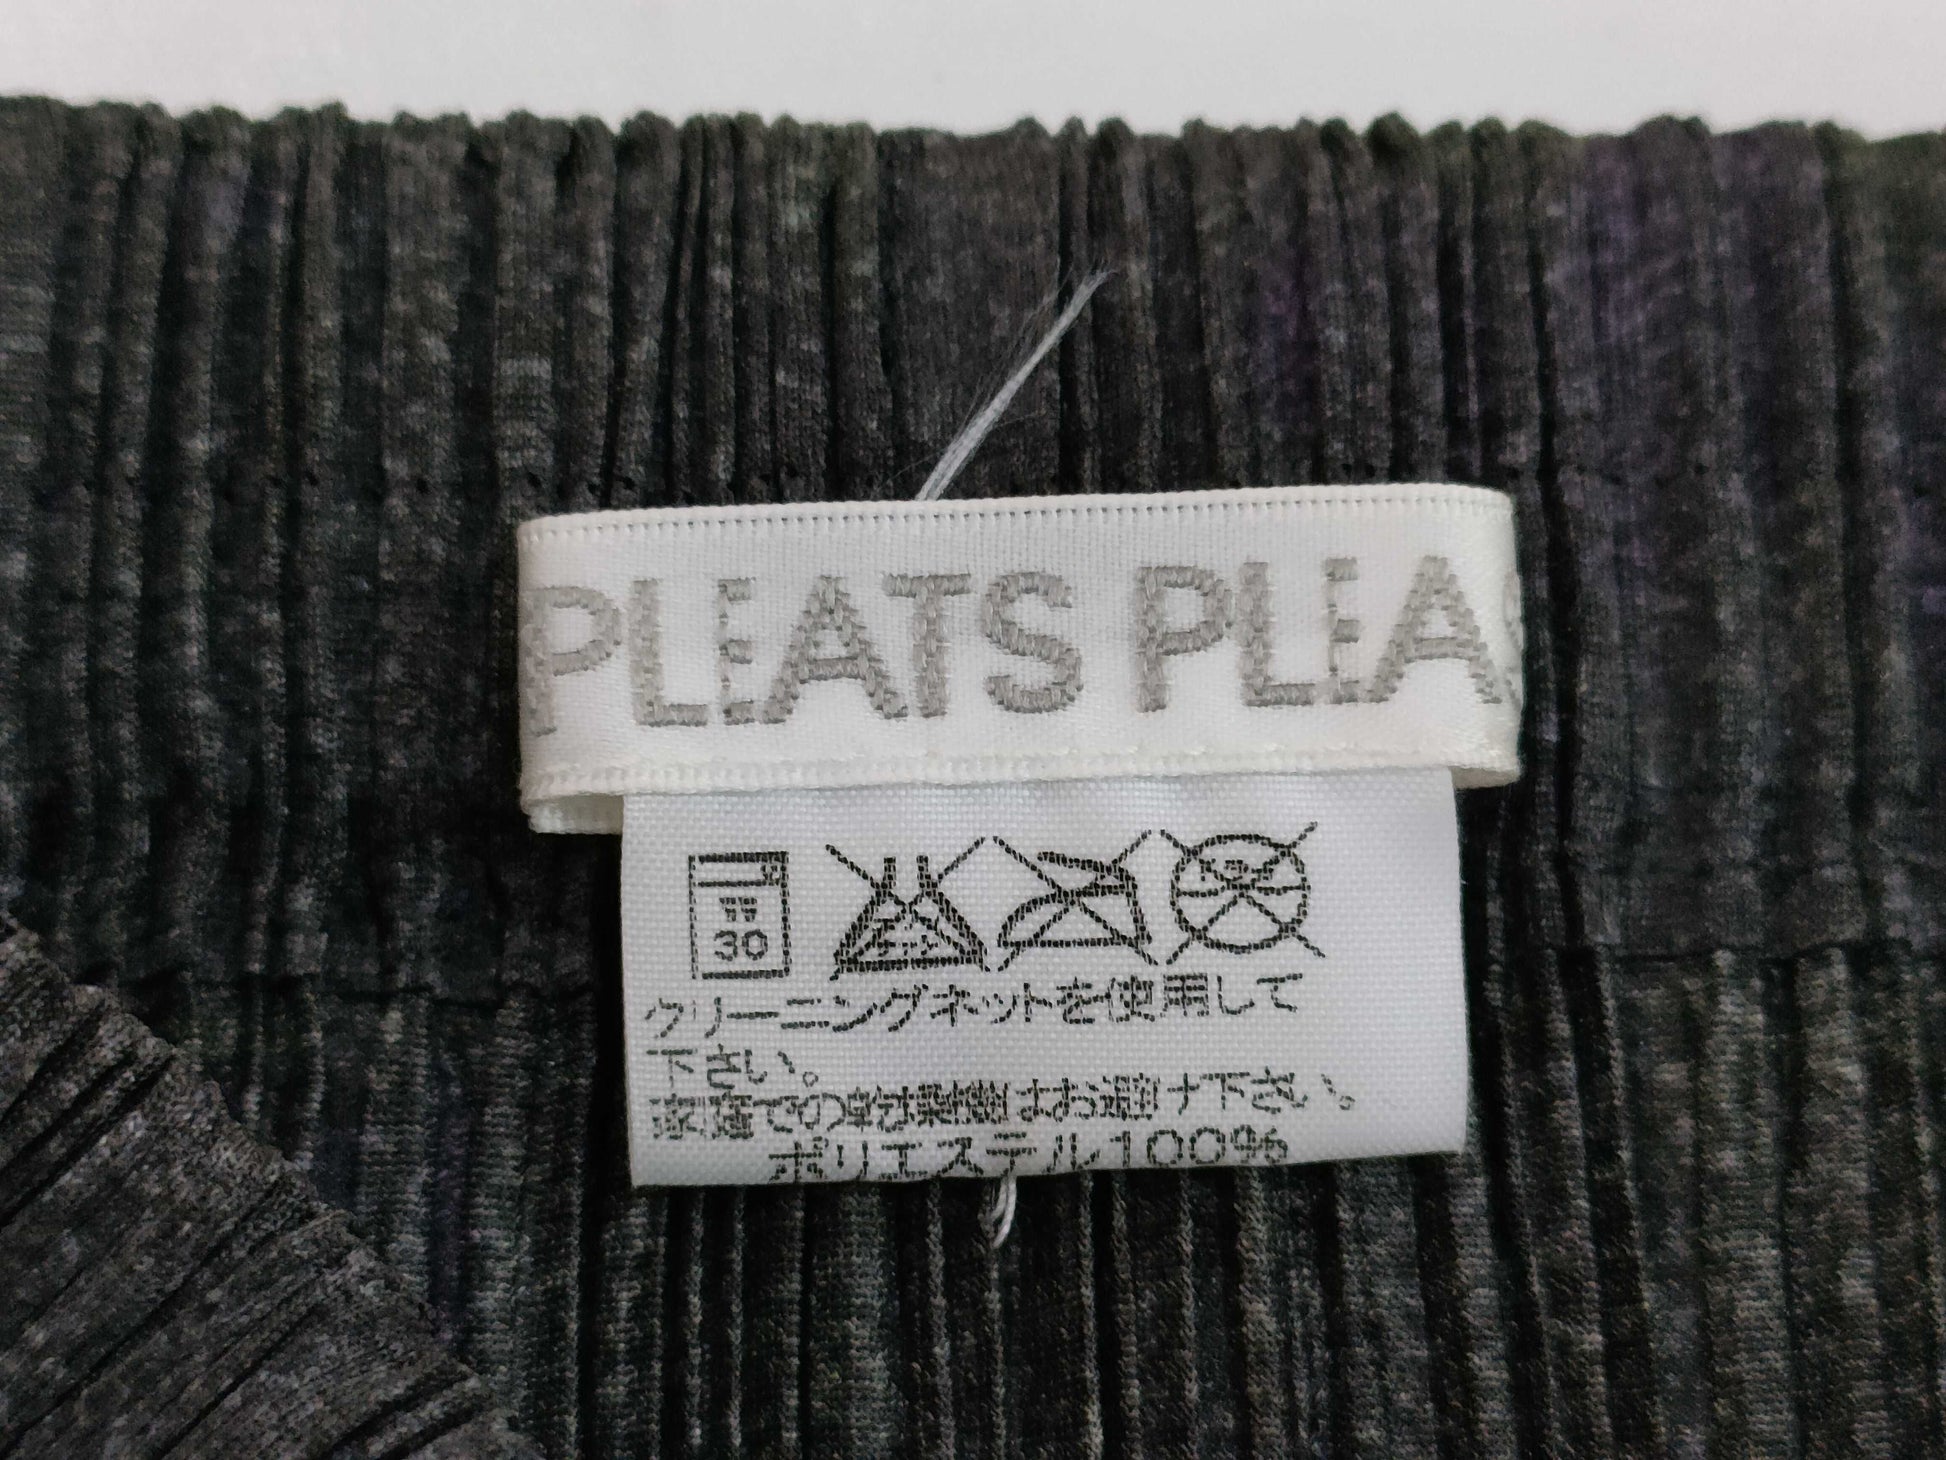 PLEATS PLEAS
弱
30
クリーニングネットを使用して
下さい。
家庭での乾燥機はお避け下さい。
ポリエステル100%